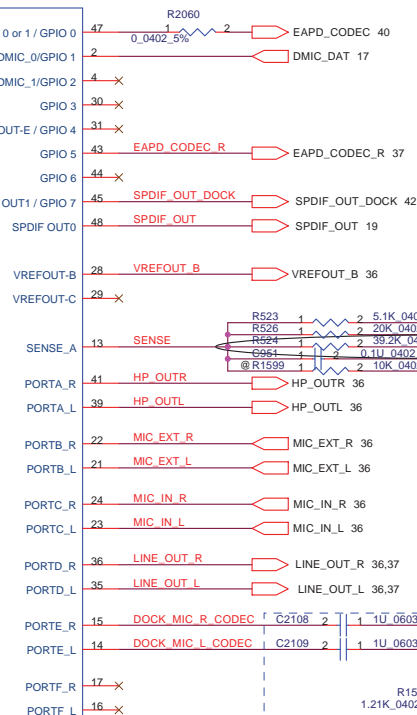 R2060
0 or 1 / GPIO 0 47 1 2 EAPD_CODEC 40
0_0402_5%
DMIC_0/GPIO 1 2 DMIC_DAT 17
DMIC_1/GPIO 2 4
GPIO 3 30
OUT-E / GPIO 4 31
GPIO 5 43 EAPD_CODEC_R EAPD_CODEC_R 37
GPIO 6 44
OUT1 / GPIO 7 45 SPDIF_OUT_DOCK SPDIF_OUT_DOCK 42
SPDIF OUT0 48 SPDIF_OUT SPDIF_OUT 19
VREFOUT-B 28 VREFOUT_B VREFOUT_B 36
VREFOUT-C 29
R523 1 2 5.1K_040
R526 1 2 20K_040
SENSE_A 13 SENSE R524 1 2 39.2K_04
C951 1 2 0.1U_0402
@ R1599 1 2 10K_040
PORTA_R 41 HP_OUTR HP_OUTR 36
PORTA_L 39 HP_OUTL HP_OUTL 36
PORTB_R 22 MIC_EXT_R MIC_EXT_R 36
PORTB_L 21 MIC_EXT_L MIC_EXT_L 36
PORTC_R 24 MIC_IN_R MIC_IN_R 36
PORTC_L 23 MIC_IN_L MIC_IN_L 36
PORTD_R 36 LINE_OUT_R LINE_OUT_R 36,37
PORTD_L 35 LINE_OUT_L LINE_OUT_L 36,37
PORTE_R 15 DOCK_MIC_R_CODEC C2108 2 1 1U_0603
PORTE_L 14 DOCK_MIC_L_CODEC C2109 2 1 1U_0603
PORTF_R 17
R15
1.21K_0402
PORTF_L 16